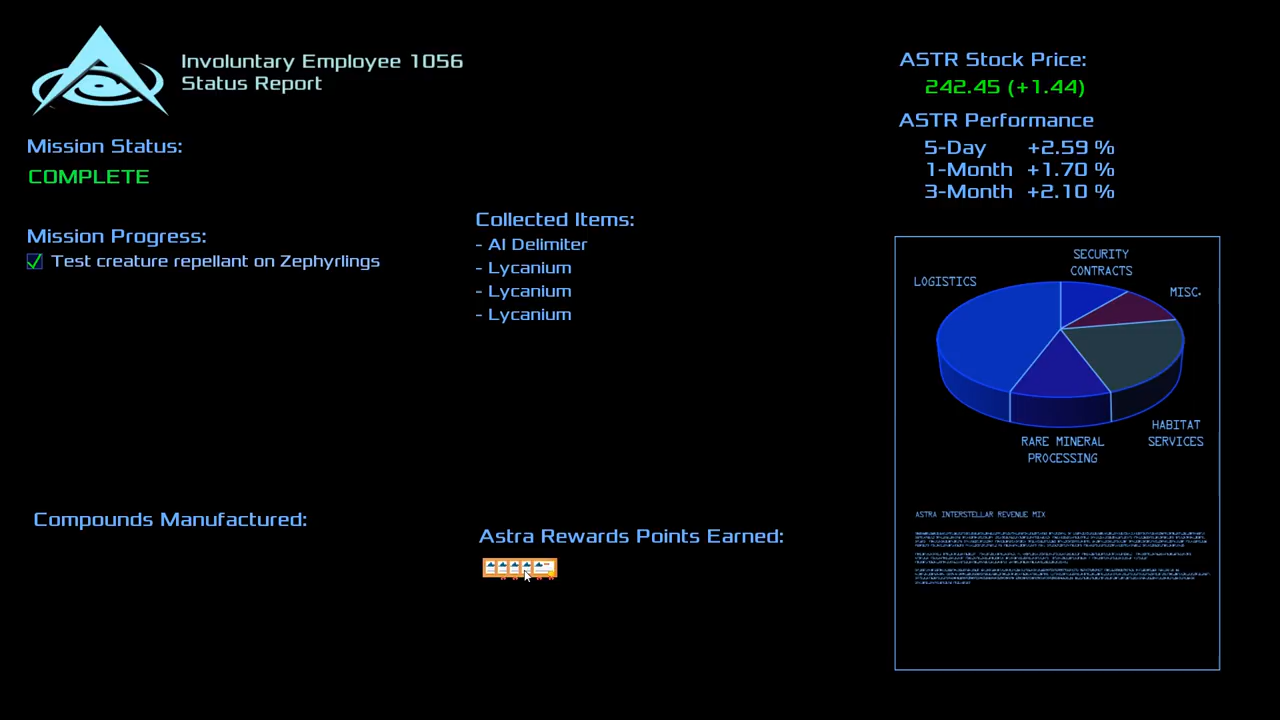 Involuntary Employee 1056
Status Report
Mission Status:
COMPLETE
Mission Progress:
Test creature repellant on Zephyrlings
Collected Items:
- AI Delimiter
- Lycanium
- Lycanium
- Lycanium
Compounds Manufactured:
Astra Rewards Points Earned:
ASTR Stock Price:
242.45 (+1.44)
ASTR Performance
5-Day +2.59 %
1-Month +1.70 %
3-Month +2.10 %
SECURITY
CONTRACTS
LOGISTICS
MISC.
HABITAT
SERVICES
RARE MINERAL
PROCESSING
ASTRA INTERSTELLAR REVENUE MIX